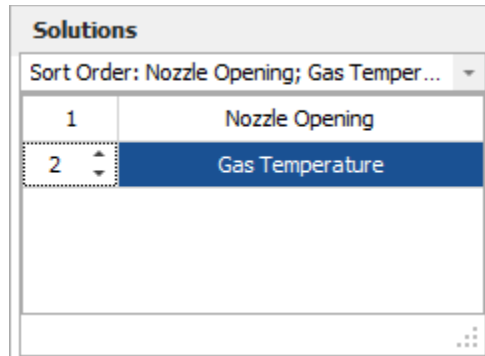 Solutions
Sort Order: Nozzle Opening; Gas Temper...
1 Nozzle Opening
2 Gas Temperature